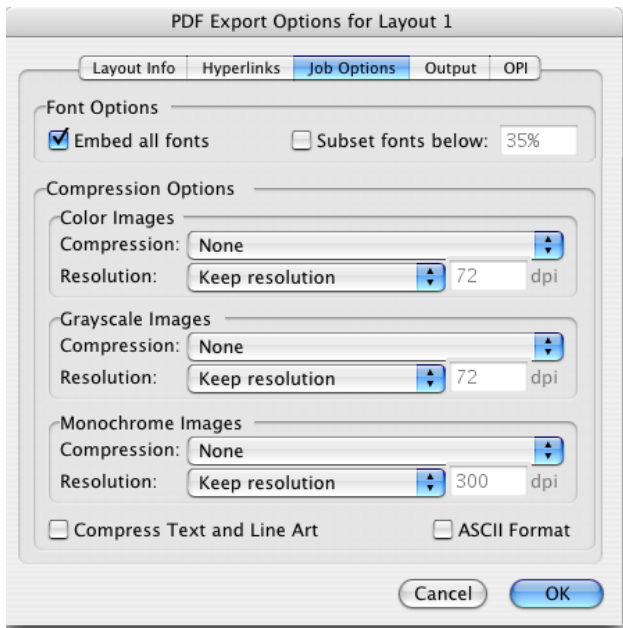 PDF Export Options for Layout 1
Layout Info Hyperlinks Job Options Output OPI
Font Options
Embed all fonts Subset fonts below: 35%
Compression Options
Color Images
Compression: None
Resolution: Keep resolution 72 dpi
Grayscale Images
Compression: None
Resolution: Keep resolution 72 dpi
Monochrome Images
Compression: None
Resolution: Keep resolution 300 dpi
Compress Text and Line Art ASCII Format
Cancel OK